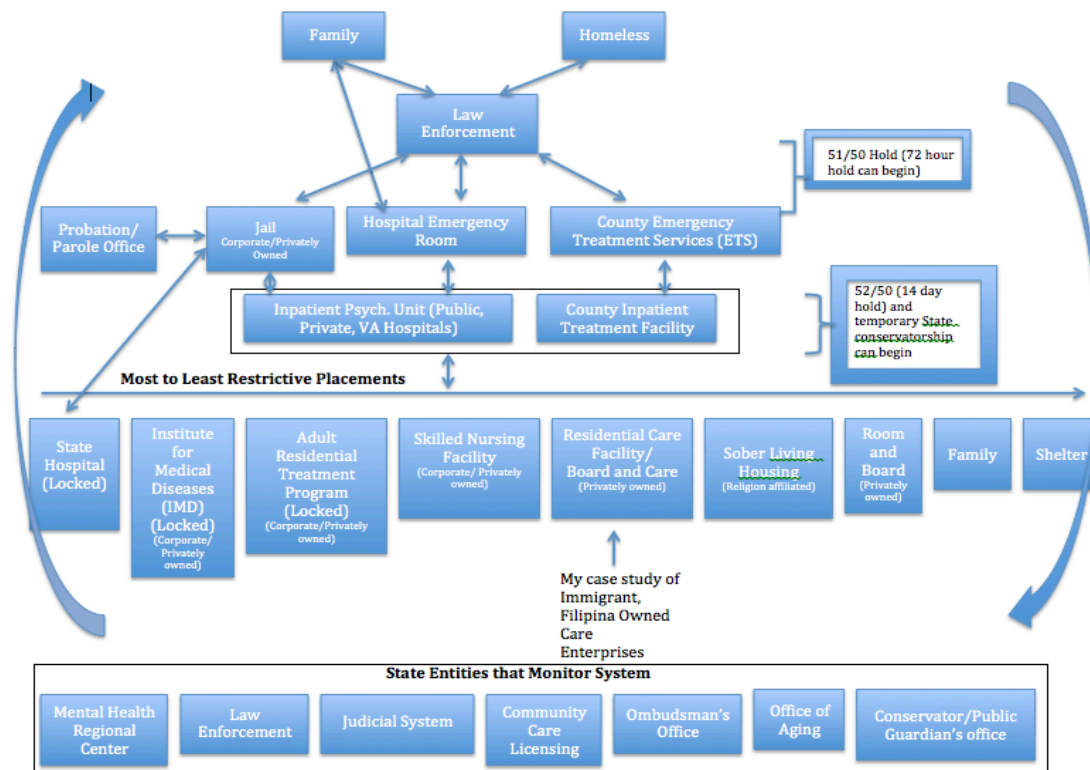 Family
Homeless
Law
Enforcement
51/50 Hold (72 hour
hold can begin)
Probation/
Parole Office
Jail
Corporate/Privately
Owned
Hospital Emergency
Room
County Emergency
Treatment Services (ETS)
Inpatient Psych. Unit (Public,
Private, VA Hospitals)
County Inpatient
Treatment Facility
52/50 (14 day
hold) and
temporary State
conservatorship
can begin
Most to Least Restrictive Placements
State
Hospital
(Locked)
Institute
for
Medical
Diseases
(IMD)
(Locked)
(Corporate/
Privately
owned)
Adult
Residential
Treatment
Program
(Locked)
(Corporate/Privately
owned)
Skilled Nursing
Facility
(Corporate/ Privately
owned)
Residential Care
Facility/
Board and Care
(Privately owned)
Sober Living
Housing
(Religion affiliated)
Room
and
Board
(Privately
owned)
Family
Shelter
My case study of
Immigrant,
Filipina Owned
Care
Enterprises
State Entities that Monitor System
Mental Health
Regional
Center
Law
Enforcement
Judicial System
Community
Care
Licensing
Ombudsman's
Office
Office of
Aging
Conservator/Public
Guardian's office